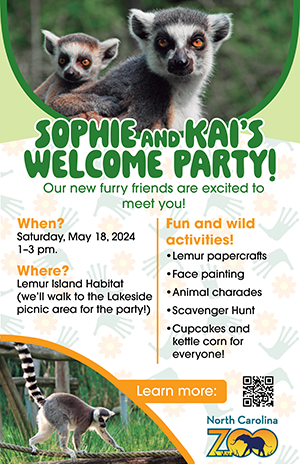 SOPHIE AND KAI'S
WELCOME PARTY!
Our new furry friends are excited to
meet you!
When?
Saturday, May 18, 2024
1–3 pm.
Where?
Lemur Island Habitat
(we'll walk to the Lakeside
picnic area for the party!)
Fun and wild
activities!
•Lemur papercrafts
•Face painting
•Animal charades
•Scavenger Hunt
•Cupcakes and
kettle corn for
everyone!
Learn more:
North Carolina
ZOO